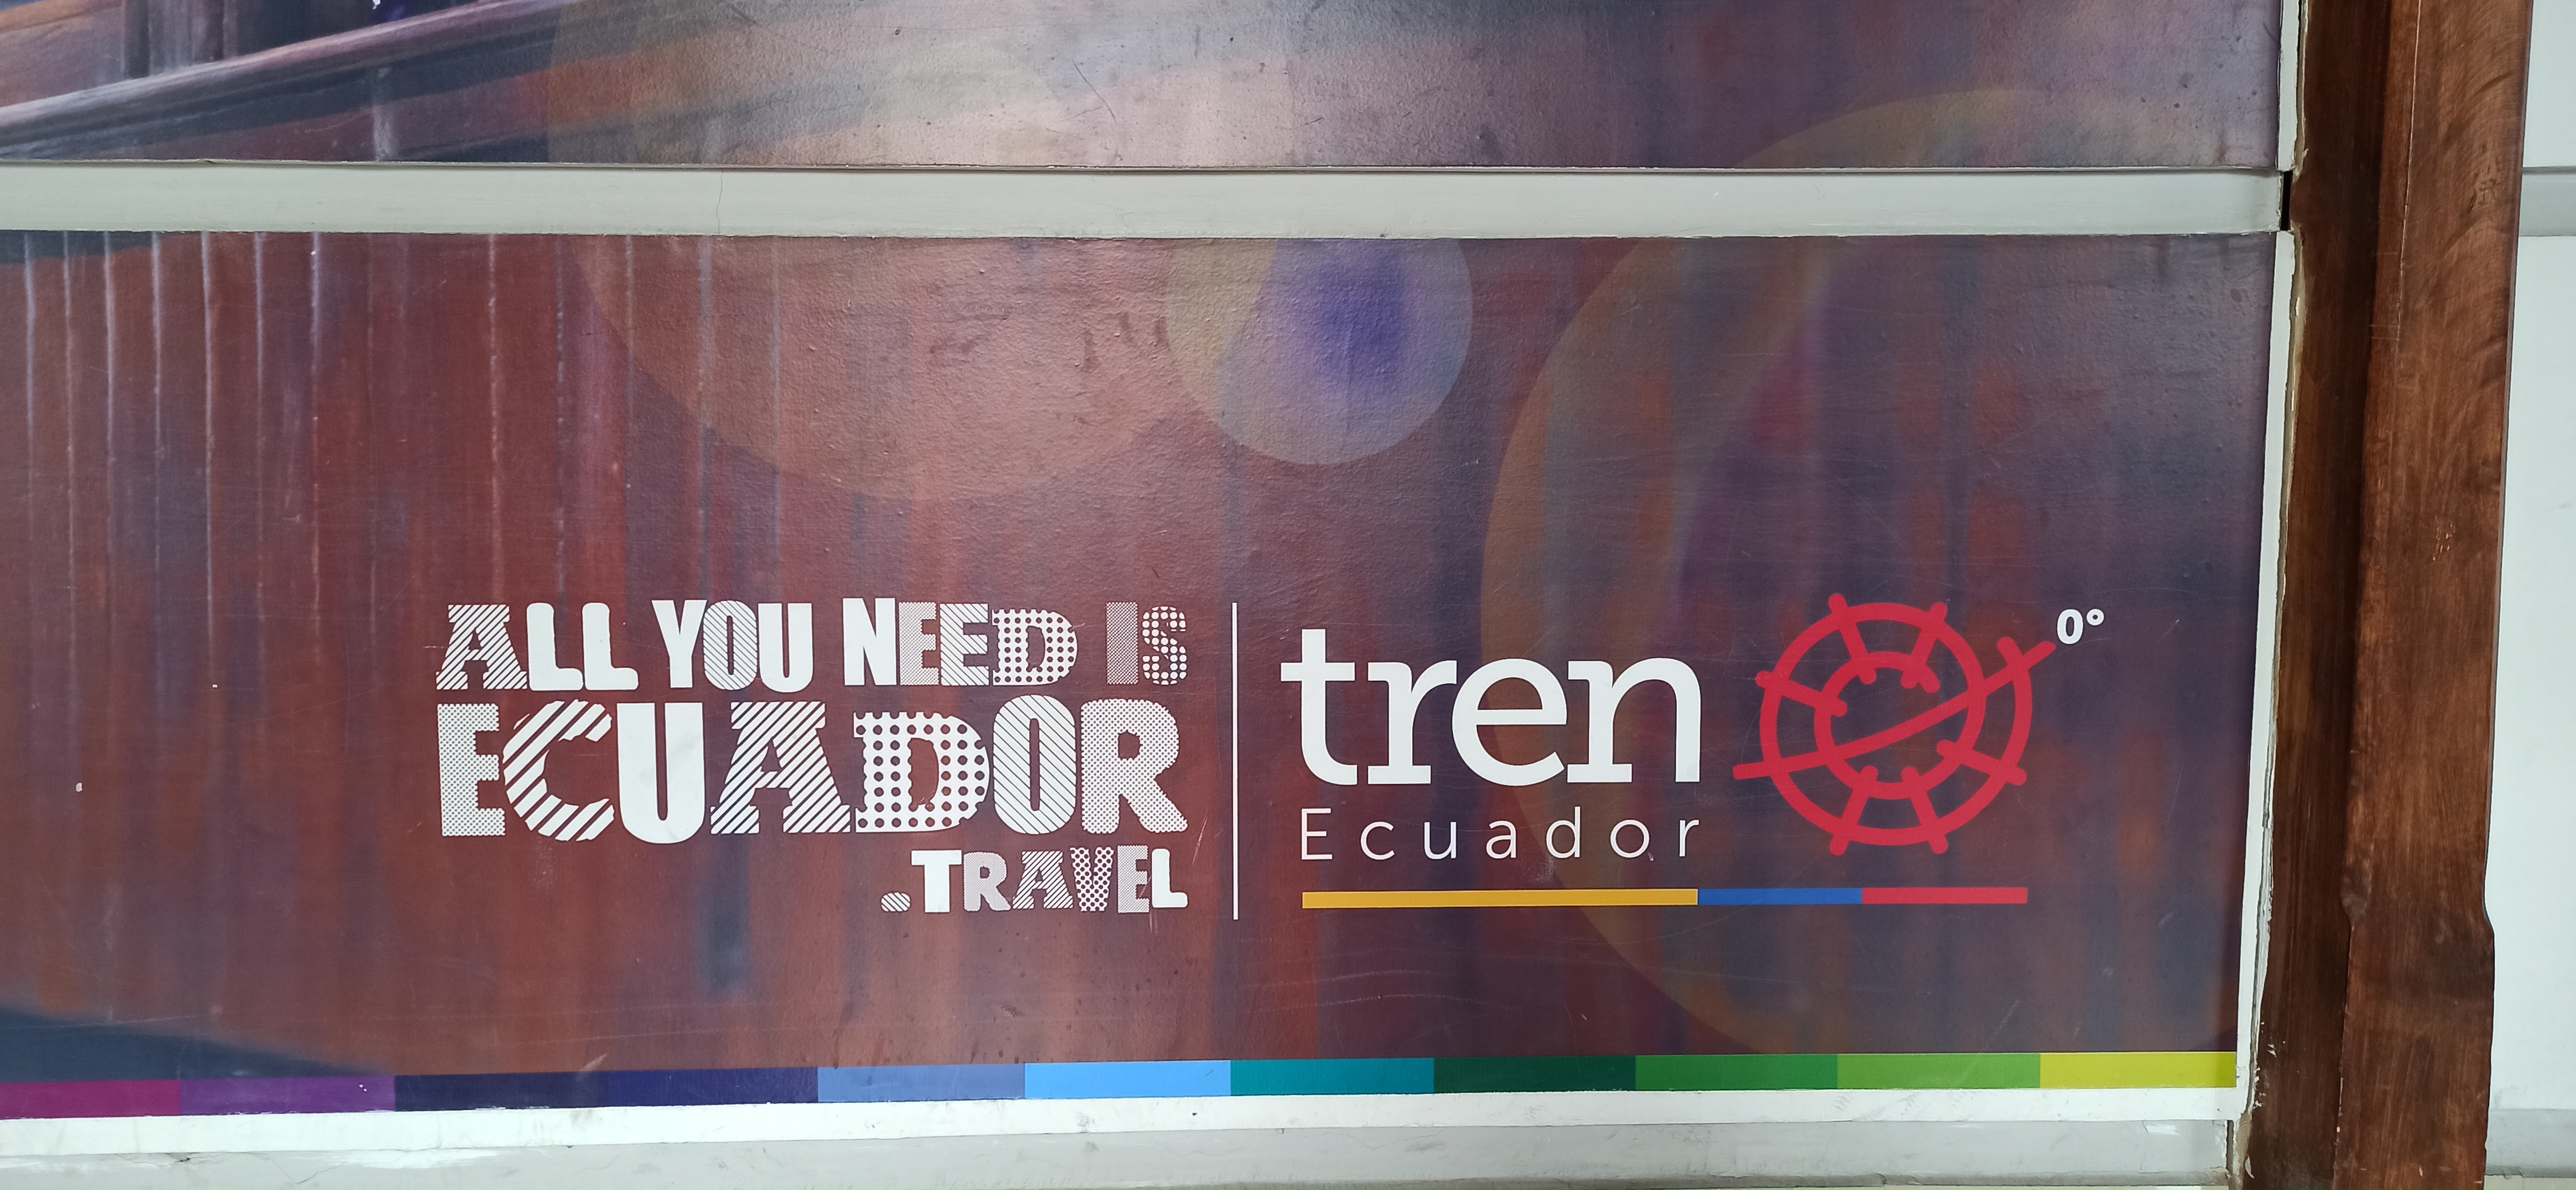 ALL YOU NEED IS
ECUADOR
.TRAVEL
tren
Ecuador
0°